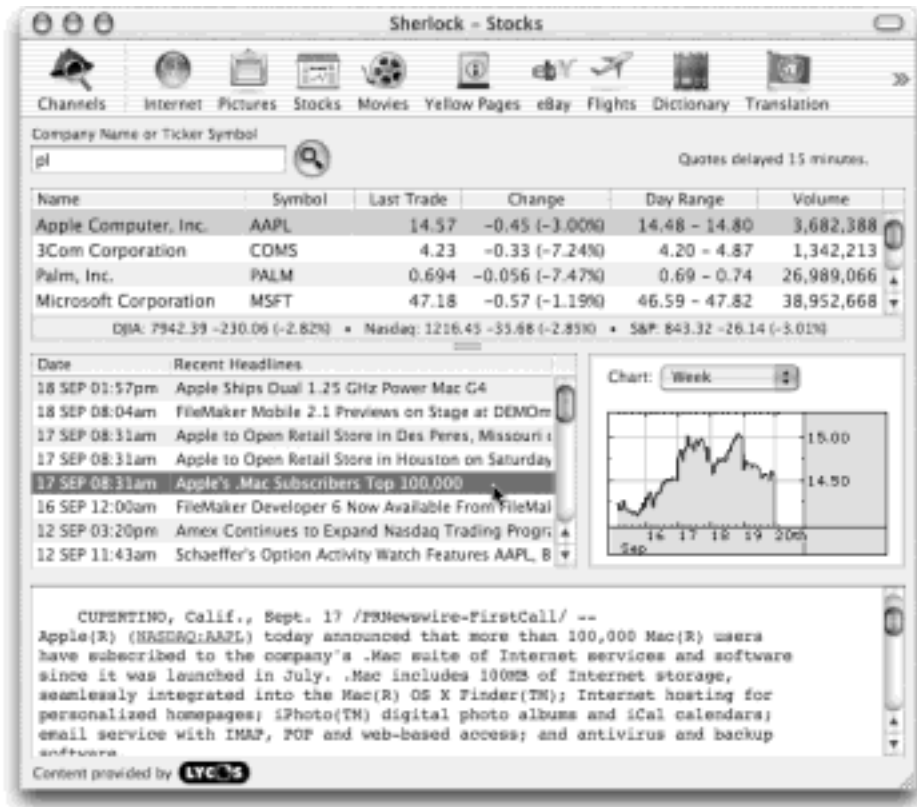 Sherlock – Stocks
Channels Internet Pictures Stocks Movies Yellow Pages eBay Flights Dictionary Translation
Company Name or Ticker Symbol
pl
Quotes delayed 15 minutes.
Name Symbol Last Trade Change Day Range Volume
Apple Computer, Inc. AAPL 14.57 -0.45 (-3.00%) 14.48 - 14.80 3,682,388
3Com Corporation COMS 4.23 -0.33 (-7.24%) 4.20 - 4.87 1,342,213
Palm, Inc. PALM 0.694 -0.056 (-7.47%) 0.69 - 0.74 26,989,066
Microsoft Corporation MSFT 47.18 -0.57 (-1.19%) 46.59 - 47.82 38,952,668
DJIA: 7942.39 -230.06 (-2.82%) • Nasdaq: 1216.45 -35.68 (-2.85%) • S&P: 843.32 -26.14 (-3.01%)
Date Recent Headlines
18 SEP 01:57pm Apple Ships Dual 1.25 GHz Power Mac G4
18 SEP 08:04am FileMaker Mobile 2.1 Previews on Stage at DEMOm
17 SEP 08:31am Apple to Open Retail Store in Des Peres, Missouri
17 SEP 08:31am Apple to Open Retail Store in Houston on Saturday
17 SEP 08:31am Apple's .Mac Subscribers Top 100,000
16 SEP 12:00am FileMaker Developer 6 Now Available From FileMa
12 SEP 03:20pm Amex Continues to Expand Nasdaq Trading Progr
12 SEP 11:43am Schaeffer's Option Activity Watch Features AAPL, B
Chart: Week
15.00
14.50
16 17 18 19 20th
Sep
CUPERTINO, Calif., Sept. 17 /PRNewswire-FirstCall/ --
Apple(R) (NASDAQ:AAPL) today announced that more than 100,000 Mac(R) users
have subscribed to the company's .Mac suite of Internet services and software
since it was launched in July. .Mac includes 100MB of Internet storage,
seamlessly integrated into the Mac(R) OS X Finder(TM); Internet hosting for
personalized homepages; iPhoto(TM) digital photo albums and iCal calendars;
email service with IMAP, POP and web-based access; and antivirus and backup
software.
Content provided by LYCOS